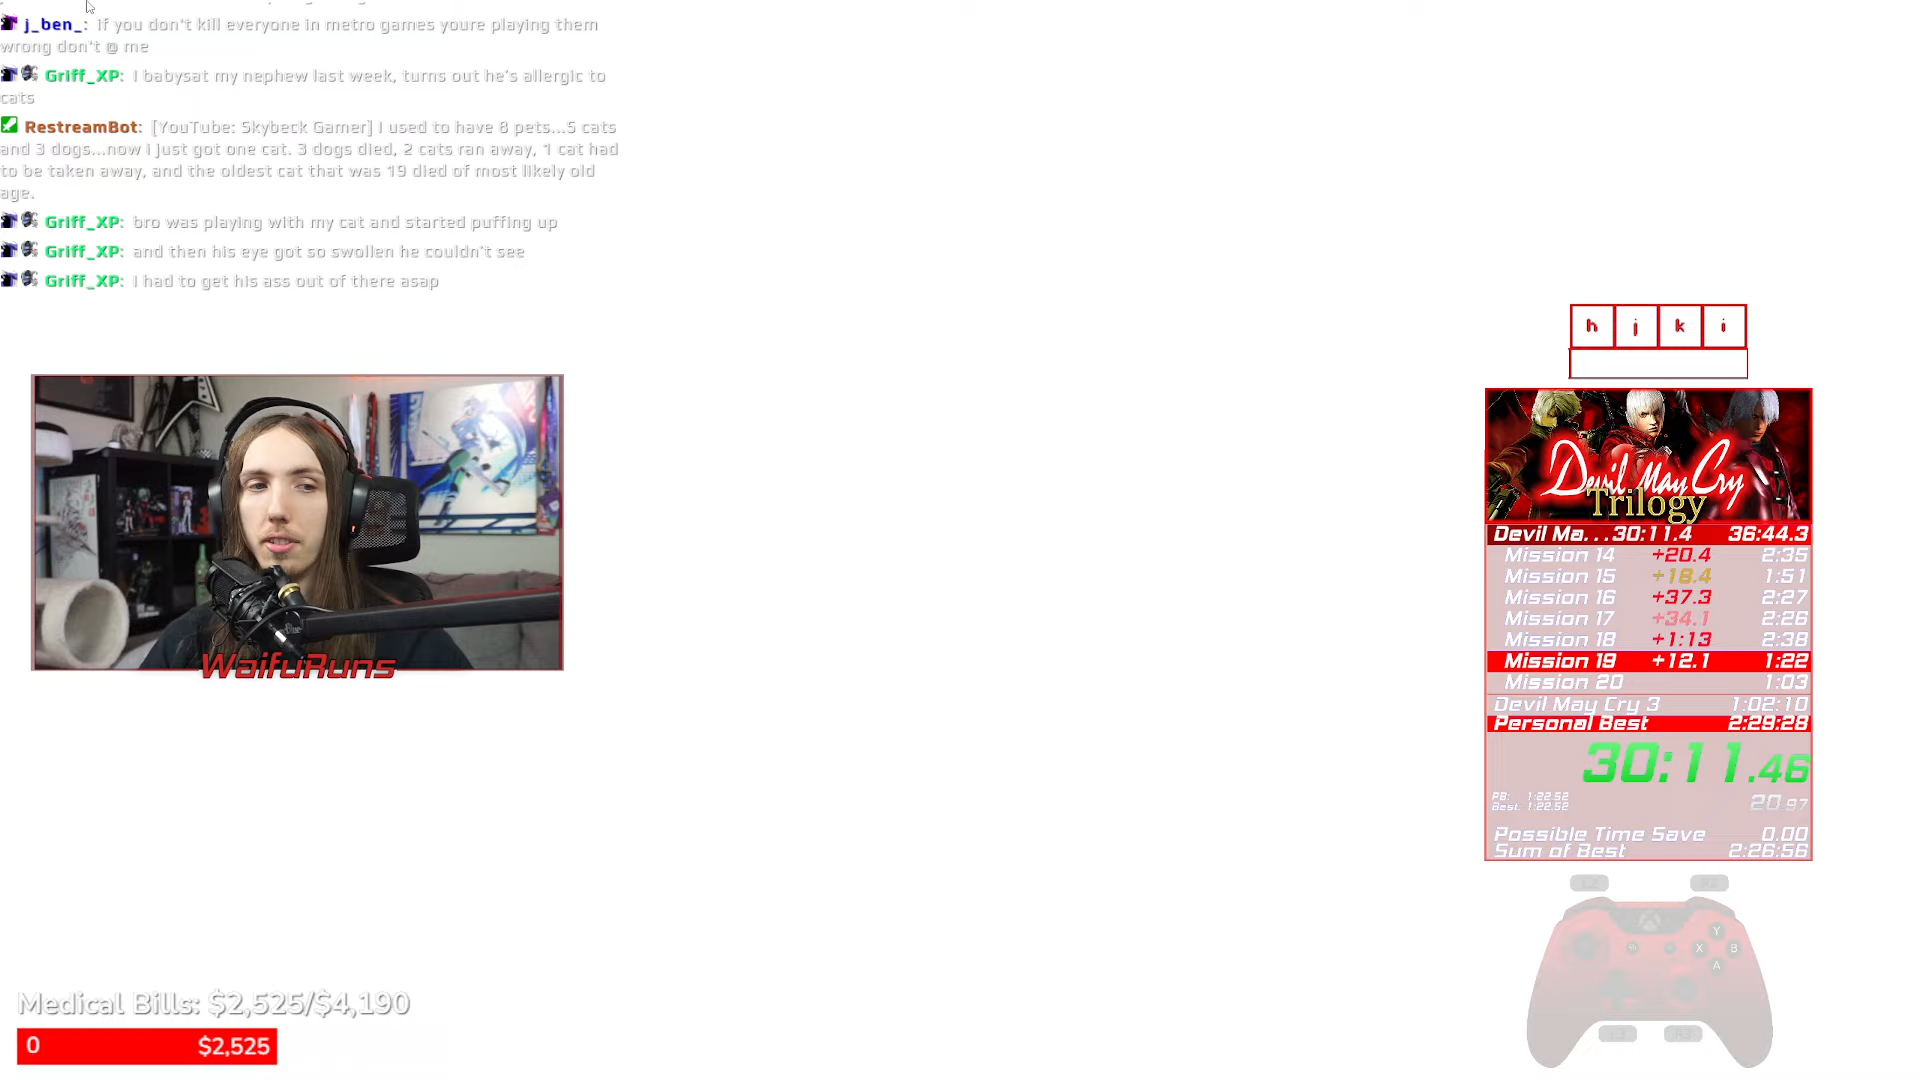 j_ben_: if you don't kill everyone in metro games youre playing them
wrong don't @ me
Griff_XP: I babysat my nephew last week, turns out he's allergic to
cats
RestreamBot: [YouTube: Skybeck Gamer] I used to have 8 pets...5 cats
and 3 dogs...now I just got one cat. 3 dogs died, 2 cats ran away, 1 cat had
to be taken away, and the oldest cat that was 19 died of most likely old
age.
Griff_XP: bro was playing with my cat and started puffing up
Griff_XP: and then his eye got so swollen he couldn't see
Griff_XP: I had to get his ass out of there asap
h j k i
WaifuRuns
Devil May Cry
Trilogy
Devil Ma...30:11.4 36:44.3
Mission 14 +20.4 2:35
Mission 15 +18.4 1:51
Mission 16 +37.3 2:27
Mission 17 +34.1 2:26
Mission 18 +1:13 2:38
Mission 19 +12.1 1:22
Mission 20 1:03
Devil May Cry 3 1:02:10
Personal Best 2:29:28
30:11.46
PB: 1:22.52
Best: 1:22.52
20.97
Possible Time Save 0.00
Sum of Best 2:26:56
Y
X B
A
Medical Bills: $2,525/$4,190
0 $2,525